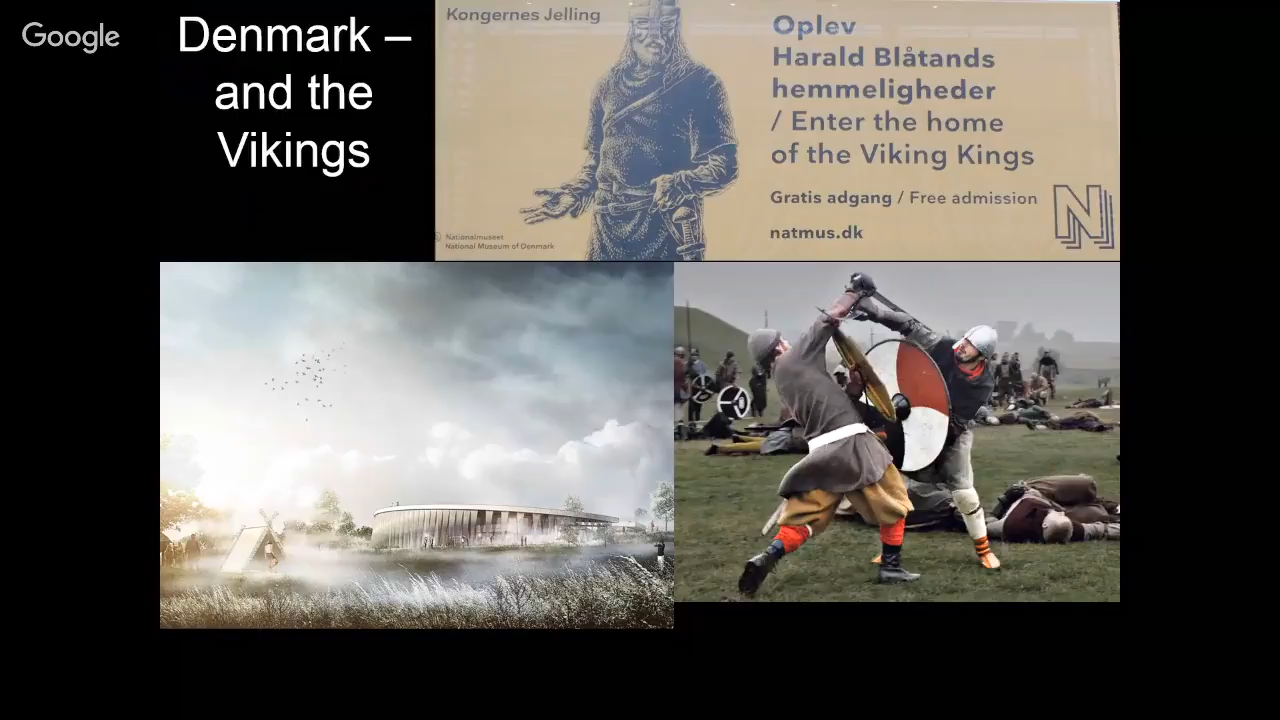 Google
Denmark –
and the
Vikings
Kongernes Jelling
Oplev
Harald Blåtands
hemmeligheder
/ Enter the home
of the Viking Kings
Gratis adgang / Free admission
natmus.dk
N
Nationalmuseet
National Museum of Denmark